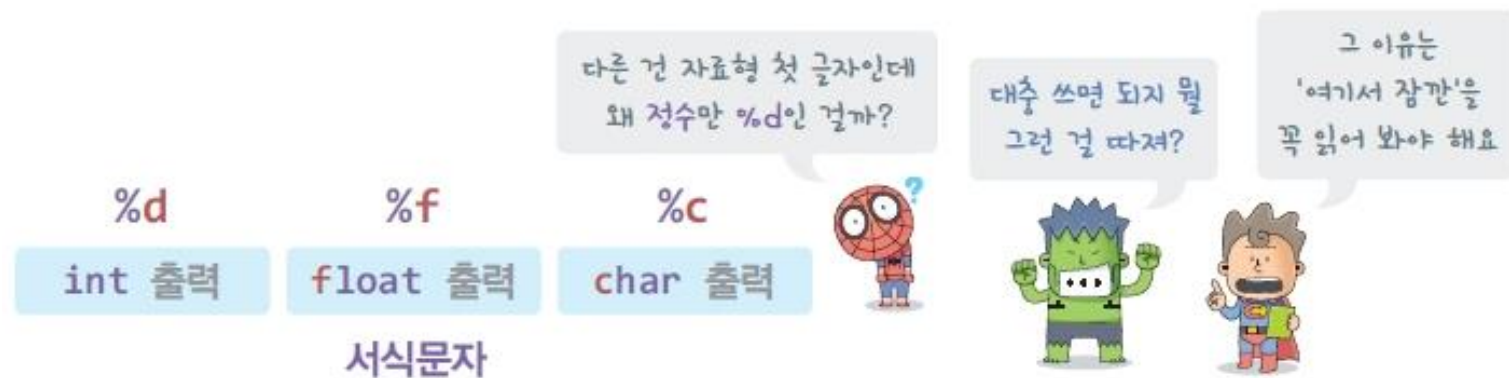 다른 건 자료형 첫 글자인데
왜 정수만 %d인 걸까?
대충 쓰면 되지 뭘
그런 걸 따져?
그 이유는
'여기서 잠깐'을
꼭 읽어 봐야 해요
?
%d %f %c
int 출력 float 출력 char 출력
서식문자